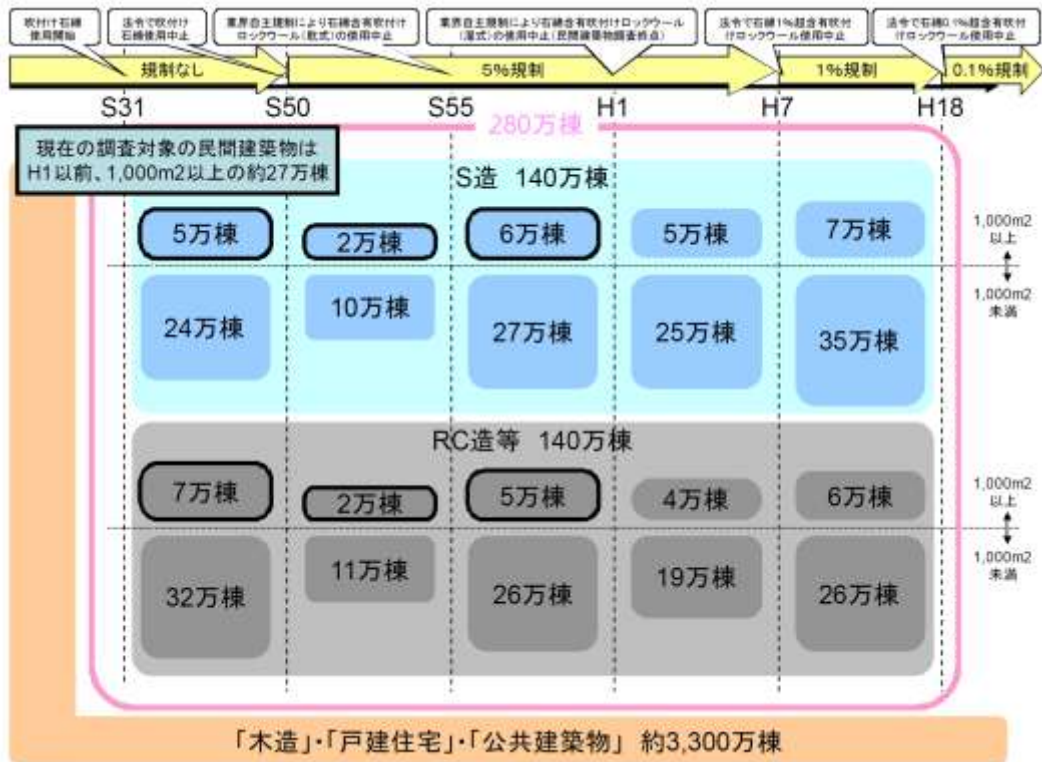 吹付け石綿
使用開始
法令で吹付け
石綿使用中止
業界自主規制により石綿含有吹付け
ロックウール(乾式)の使用中止
業界自主規制により石綿含有吹付けロックウール
(湿式)の使用中止(民間建築物調査終点)
法令で石綿1%超含有吹付
けロックウール使用中止
法令で石綿0.1%超含有吹付
けロックウール使用中止
規制なし
5%規制
1%規制
0.1%規制
S31
S50
S55
H1
H7
H18
280万棟
現在の調査対象の民間建築物は
H1以前、1,000m2以上の約27万棟
S造 140万棟
5万棟
2万棟
6万棟
5万棟
7万棟
1,000m2
以上
24万棟
10万棟
27万棟
25万棟
35万棟
1,000m2
未満
RC造等 140万棟
7万棟
2万棟
5万棟
4万棟
6万棟
1,000m2
以上
32万棟
11万棟
26万棟
19万棟
26万棟
1,000m2
未満
「木造」・「戸建住宅」・「公共建築物」 約3,300万棟